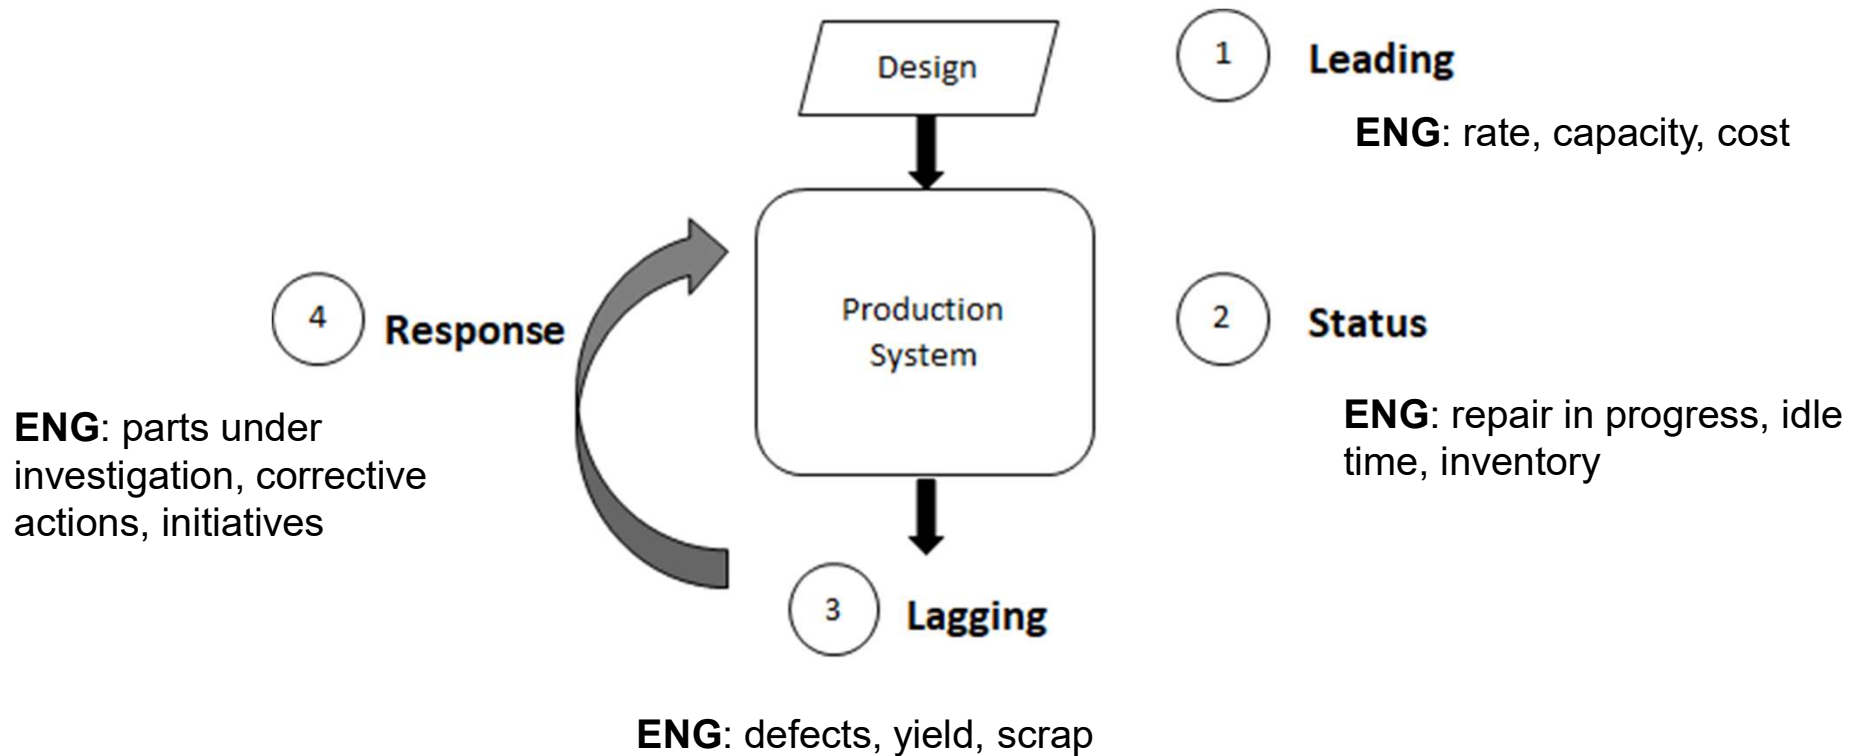 Design
1
Leading
ENG: rate, capacity, cost
Production
System
2
Status
ENG: repair in progress, idle
time, inventory
4
Response
ENG: parts under
investigation, corrective
actions, initiatives
3
Lagging
ENG: defects, yield, scrap